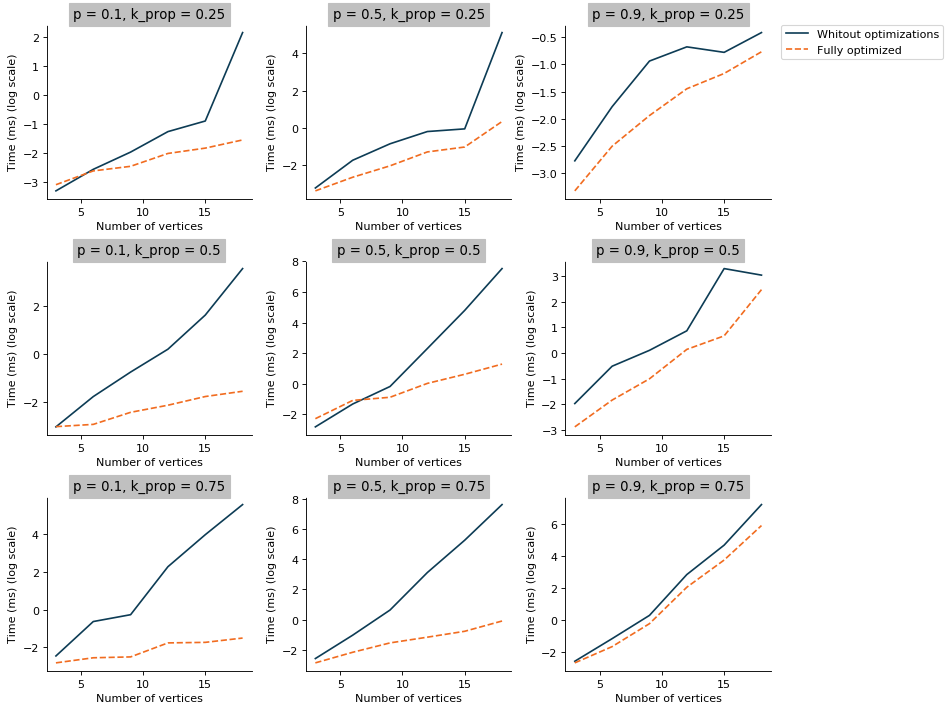 p = 0.1, k_prop = 0.25
p = 0.5, k_prop = 0.25
p = 0.9, k_prop = 0.25
Whitout optimizations
Fully optimized
Time (ms) (log scale)
2
1
0
−1
−2
−3
5
10
15
Number of vertices
Time (ms) (log scale)
4
2
0
−2
5
10
15
Number of vertices
Time (ms) (log scale)
−0.5
−1.0
−1.5
−2.0
−2.5
−3.0
5
10
15
Number of vertices
p = 0.1, k_prop = 0.5
p = 0.5, k_prop = 0.5
p = 0.9, k_prop = 0.5
Time (ms) (log scale)
2
0
−2
5
10
15
Number of vertices
Time (ms) (log scale)
8
6
4
2
0
−2
5
10
15
Number of vertices
Time (ms) (log scale)
3
2
1
0
−1
−2
−3
5
10
15
Number of vertices
p = 0.1, k_prop = 0.75
p = 0.5, k_prop = 0.75
p = 0.9, k_prop = 0.75
Time (ms) (log scale)
4
2
0
−2
5
10
15
Number of vertices
Time (ms) (log scale)
8
6
4
2
0
−2
5
10
15
Number of vertices
Time (ms) (log scale)
6
4
2
0
−2
5
10
15
Number of vertices